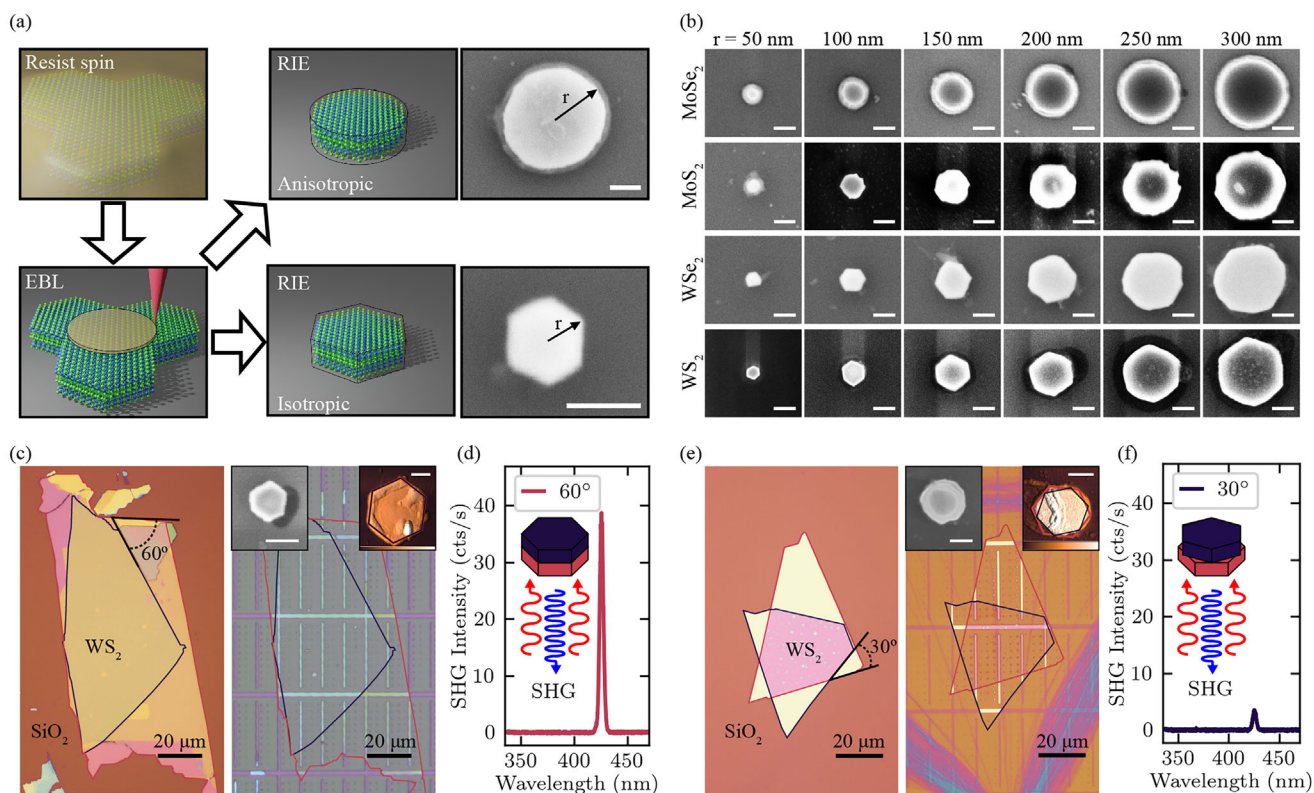 (a)
Resist spin
RIE
Anisotropic
r
EBL
RIE
Isotropic
r
(b)
r = 50 nm 100 nm 150 nm 200 nm 250 nm 300 nm
MoSe2
MoS2
WSe2
WS2
(c)
60º
WS2
SiO2
20 μm
20 μm
(d)
60°
SHG Intensity (cts/s)
40
30
20
10
0
SHG
350 400 450
Wavelength (nm)
(e)
WS2
30º
20 μm
20 μm
(f)
30°
SHG Intensity (cts/s)
40
30
20
10
0
SHG
350 400 450
Wavelength (nm)